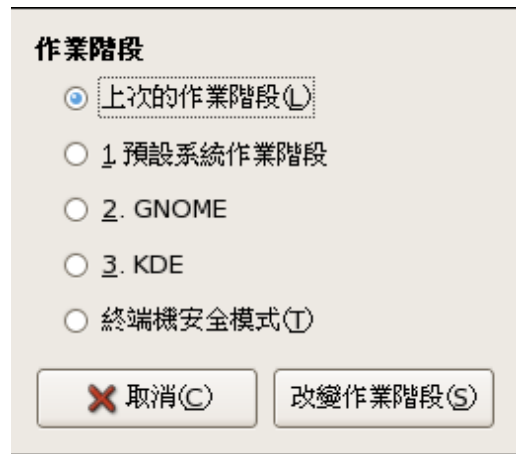 作業階段
上次的作業階段(L)
1 預設系統作業階段
2. GNOME
3. KDE
終端機安全模式(T)
取消(C) 改變作業階段(S)